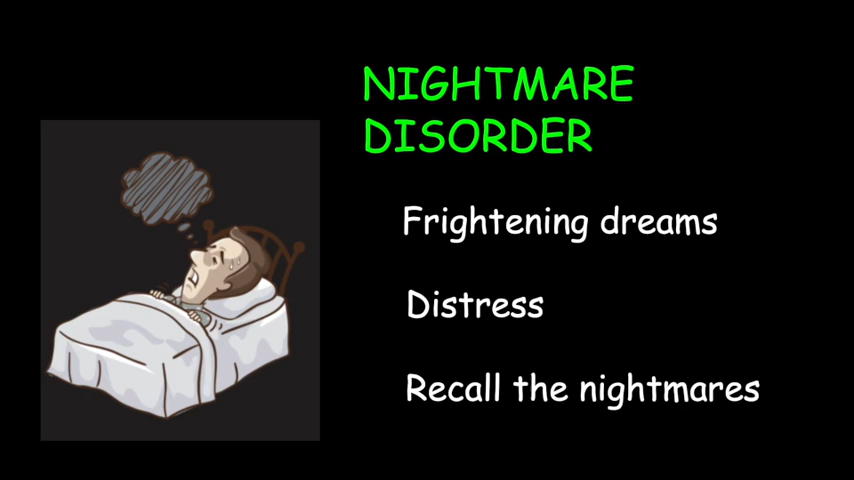 NIGHTMARE
DISORDER
Frightening dreams
Distress
Recall the nightmares